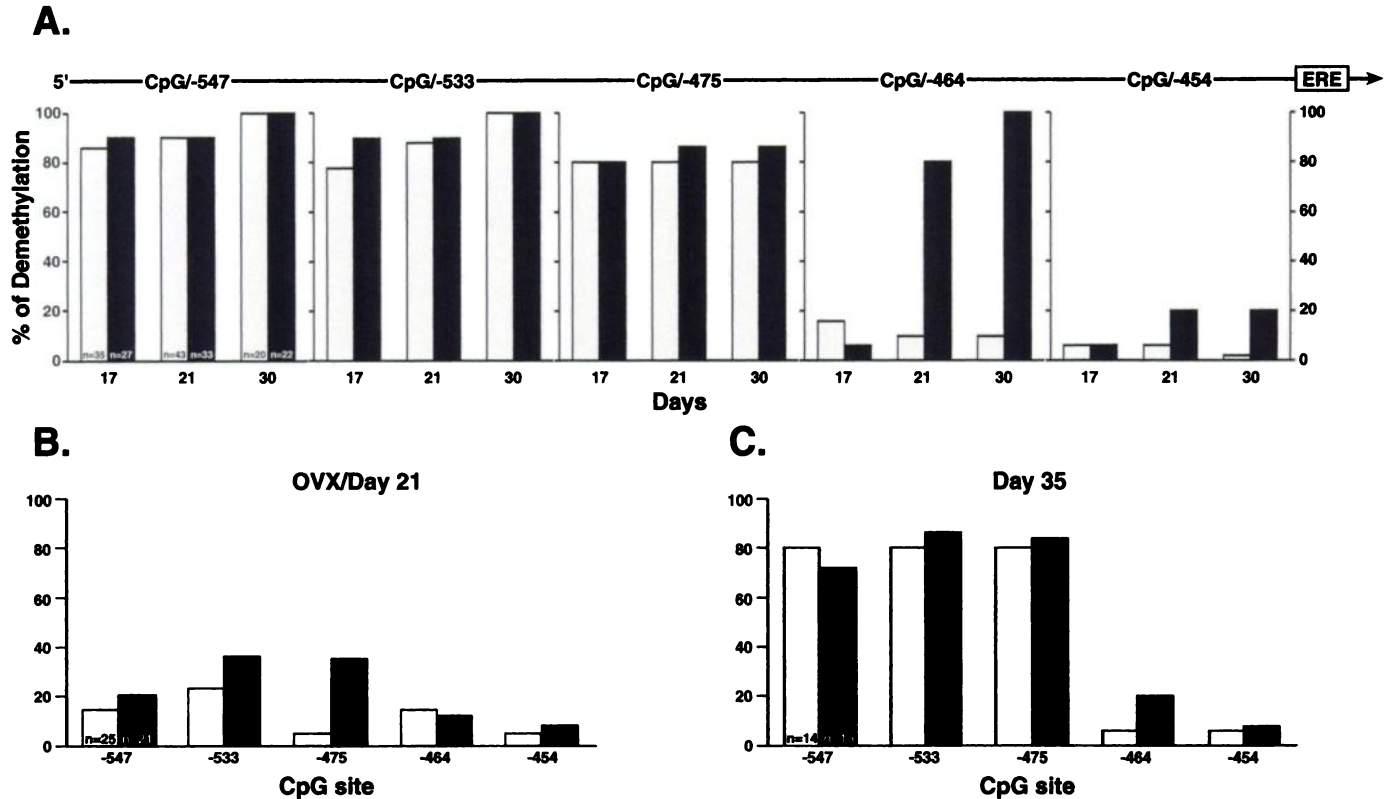 A.
5' CpG/-547 CpG/-533 CpG/-475 CpG/-464 CpG/-454 ERE
% of Demethylation
100 100
80 80
60 60
40 40
20 20
0 0
n=35 n=27 n=43 n=33 n=20 n=22
17 21 30 17 21 30 17 21 30 17 21 30 17 21 30
Days
B.
OVX/Day 21
100
80
60
40
20
0
n=25
-547 -533 -475 -464 -454
CpG site
C.
Day 35
100
80
60
40
20
0
n=14
-547 -533 -475 -464 -454
CpG site